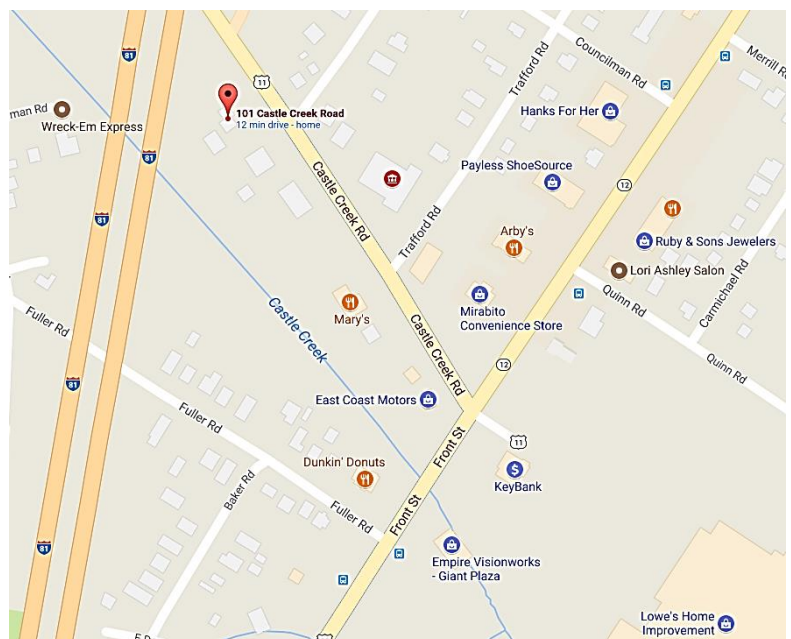 81
81
11
Trafford Rd
Councilman Rd
Merrill Rd
man Rd
Wreck-Em Express
101 Castle Creek Road
12 min drive - home
Hanks For Her
Castle Creek Rd
Payless ShoeSource
12
Trafford Rd
Arby's
Ruby & Sons Jewelers
Lori Ashley Salon
Carmichael Rd
81
Quinn Rd
Fuller Rd
Castle Creek
Mary's
Mirabito
Convenience Store
Castle Creek Rd
12
Quinn Rd
81
Fuller Rd
East Coast Motors
Front St
11
Dunkin' Donuts
KeyBank
Baker Rd
Fuller Rd
Front St
81
Empire Visionworks
- Giant Plaza
Lowe's Home
Improvement